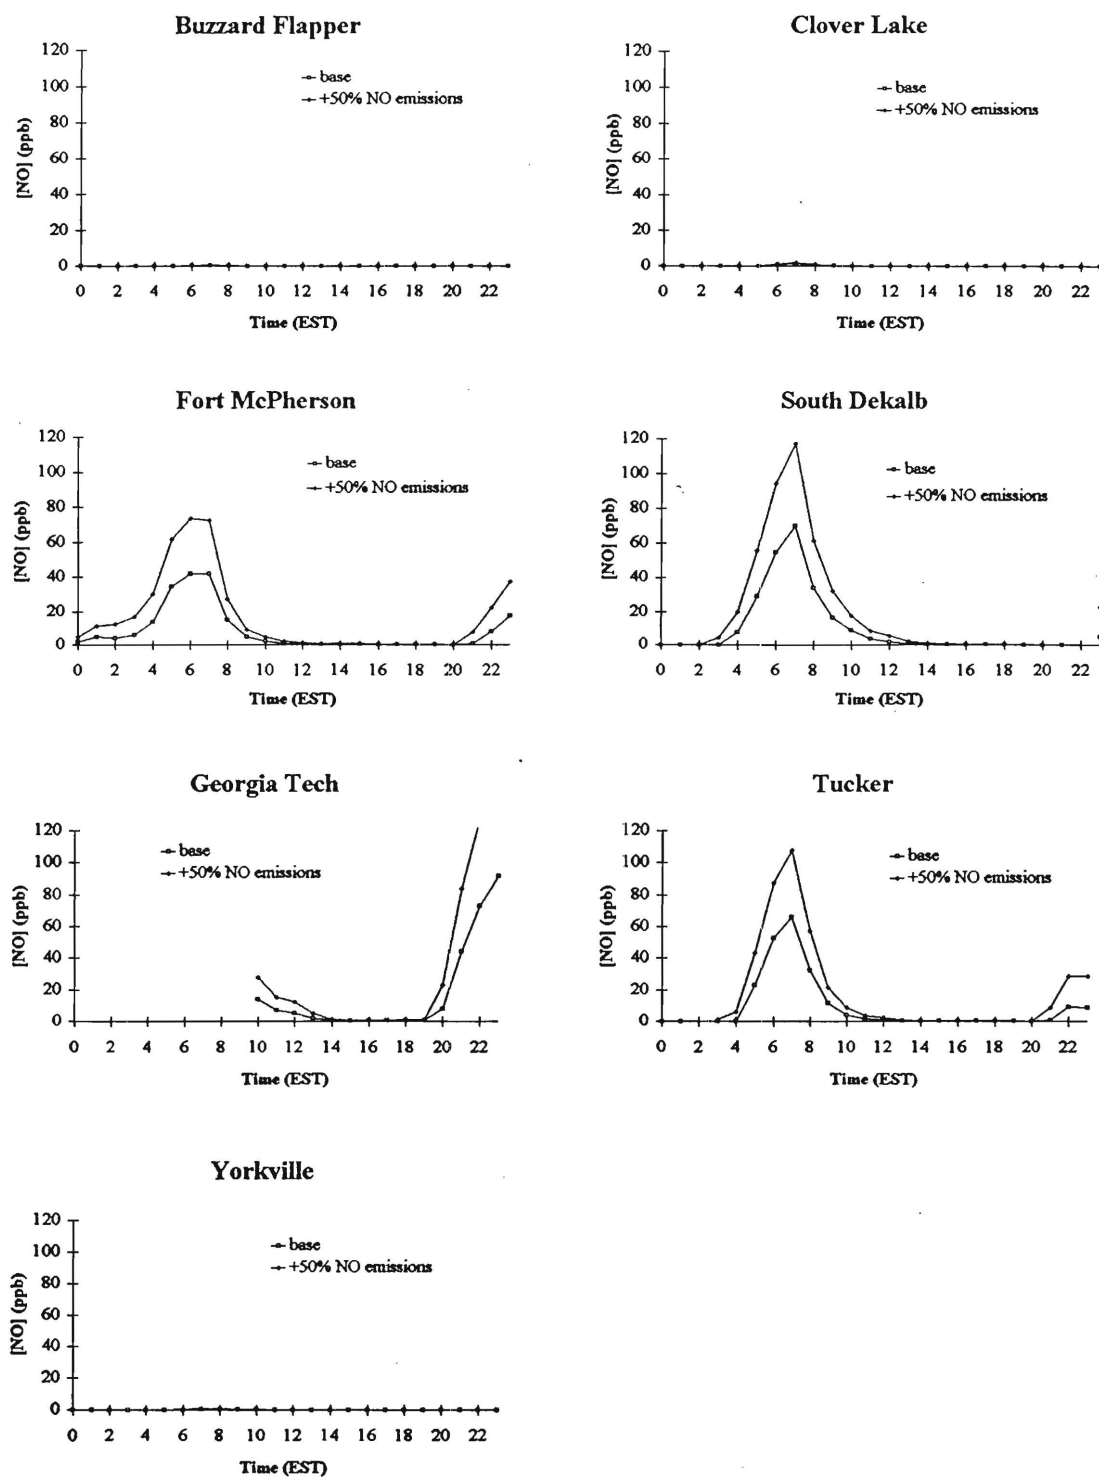 Buzzard Flapper
120
100
80
60
40
20
0
[NO] (ppb)
base
+50% NO emissions
0 2 4 6 8 10 12 14 16 18 20 22
Time (EST)
Clover Lake
120
100
80
60
40
20
0
[NO] (ppb)
base
+50% NO emissions
0 2 4 6 8 10 12 14 16 18 20 22
Time (EST)
Fort McPherson
120
100
80
60
40
20
0
[NO] (ppb)
base
+50% NO emissions
0 2 4 6 8 10 12 14 16 18 20 22
Time (EST)
South Dekalb
120
100
80
60
40
20
0
[NO] (ppb)
base
+50% NO emissions
0 2 4 6 8 10 12 14 16 18 20 22
Time (EST)
Georgia Tech
120
100
80
60
40
20
0
[NO] (ppb)
base
+50% NO emissions
0 2 4 6 8 10 12 14 16 18 20 22
Time (EST)
Tucker
120
100
80
60
40
20
0
[NO] (ppb)
base
+50% NO emissions
0 2 4 6 8 10 12 14 16 18 20 22
Time (EST)
Yorkville
120
100
80
60
40
20
0
[NO] (ppb)
base
+50% NO emissions
0 2 4 6 8 10 12 14 16 18 20 22
Time (EST)